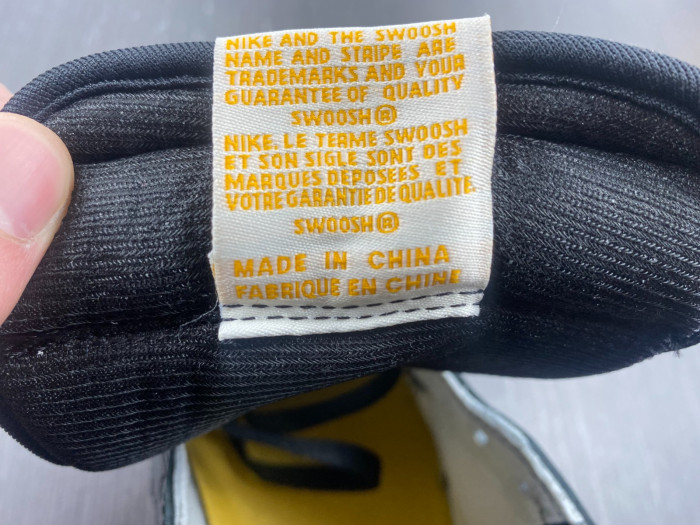 NIKE AND THE SWOOSH
NAME AND STRIPE ARE
TRADEMARKS AND YOUR
GUARANTEE OF QUALITY
SWOOSH®
NIKE, LE TERME SWOOSH
ET SON SIGLE SONT DES
MARQUES DEPOSEES ET
VOTRE GARANTIE DE QUALITE
SWOOSH®
MADE IN CHINA
FABRIQUE EN CHINE